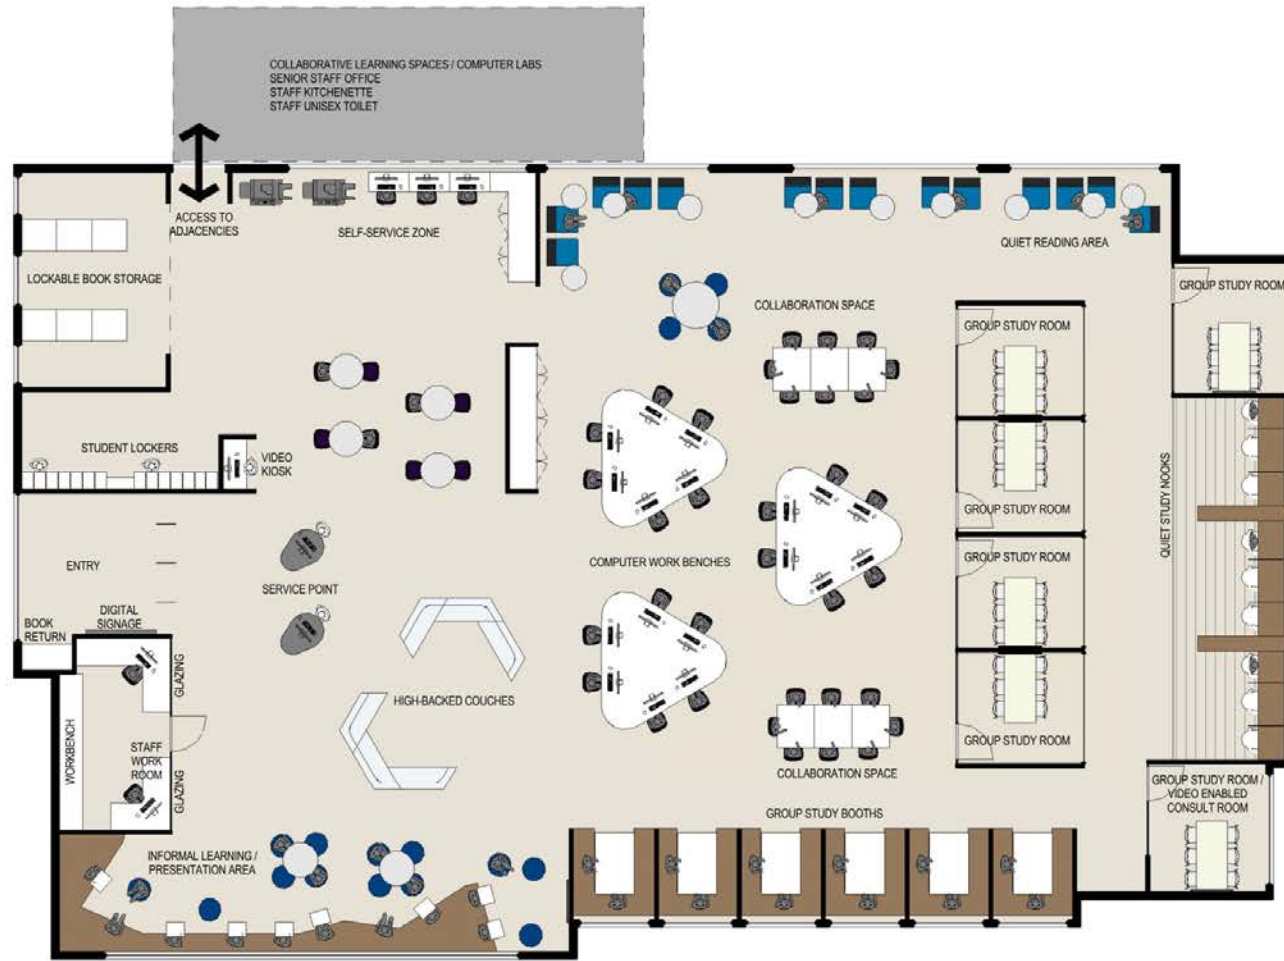 COLLABORATIVE LEARNING SPACES / COMPUTER LABS
SENIOR STAFF OFFICE
STAFF KITCHENETTE
STAFF UNISEX TOILET
ACCESS TO
ADJACENCIES
SELF-SERVICE ZONE
QUIET READING AREA
LOCKABLE BOOK STORAGE
GROUP STUDY ROOM
COLLABORATION SPACE
GROUP STUDY ROOM
STUDENT LOCKERS
VIDEO
KIOSK
GROUP STUDY ROOM
QUIET STUDY NOOKS
ENTRY
SERVICE POINT
COMPUTER WORK BENCHES
GROUP STUDY ROOM
BOOK
RETURN
DIGITAL
SIGNAGE
GLAZING
HIGH-BACKED COUCHES
WORKBENCH
STAFF
WORK
ROOM
GLAZING
GROUP STUDY ROOM
COLLABORATION SPACE
GROUP STUDY ROOM /
VIDEO ENABLED
CONSULT ROOM
GROUP STUDY BOOTHS
INFORMAL LEARNING /
PRESENTATION AREA